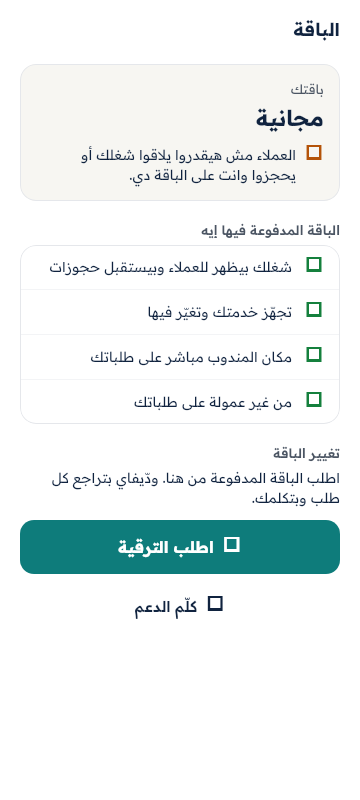 الباقة
باقتك
مجانية
العملاء مش هيقدروا يلاقوا شغلك أو
يحجزوا وانت على الباقة دي.
الباقة المدفوعة فيها إيه
شغلك بيظهر للعملاء وبيستقبل حجوزات
تجهّز خدمتك وتغيّر فيها
مكان المندوب مباشر على طلباتك
من غير عمولة على طلباتك
تغيير الباقة
اطلب الباقة المدفوعة من هنا. ودّيفاي بتراجع كل
طلب وبتكلمك.
اطلب الترقية
كلّم الدعم